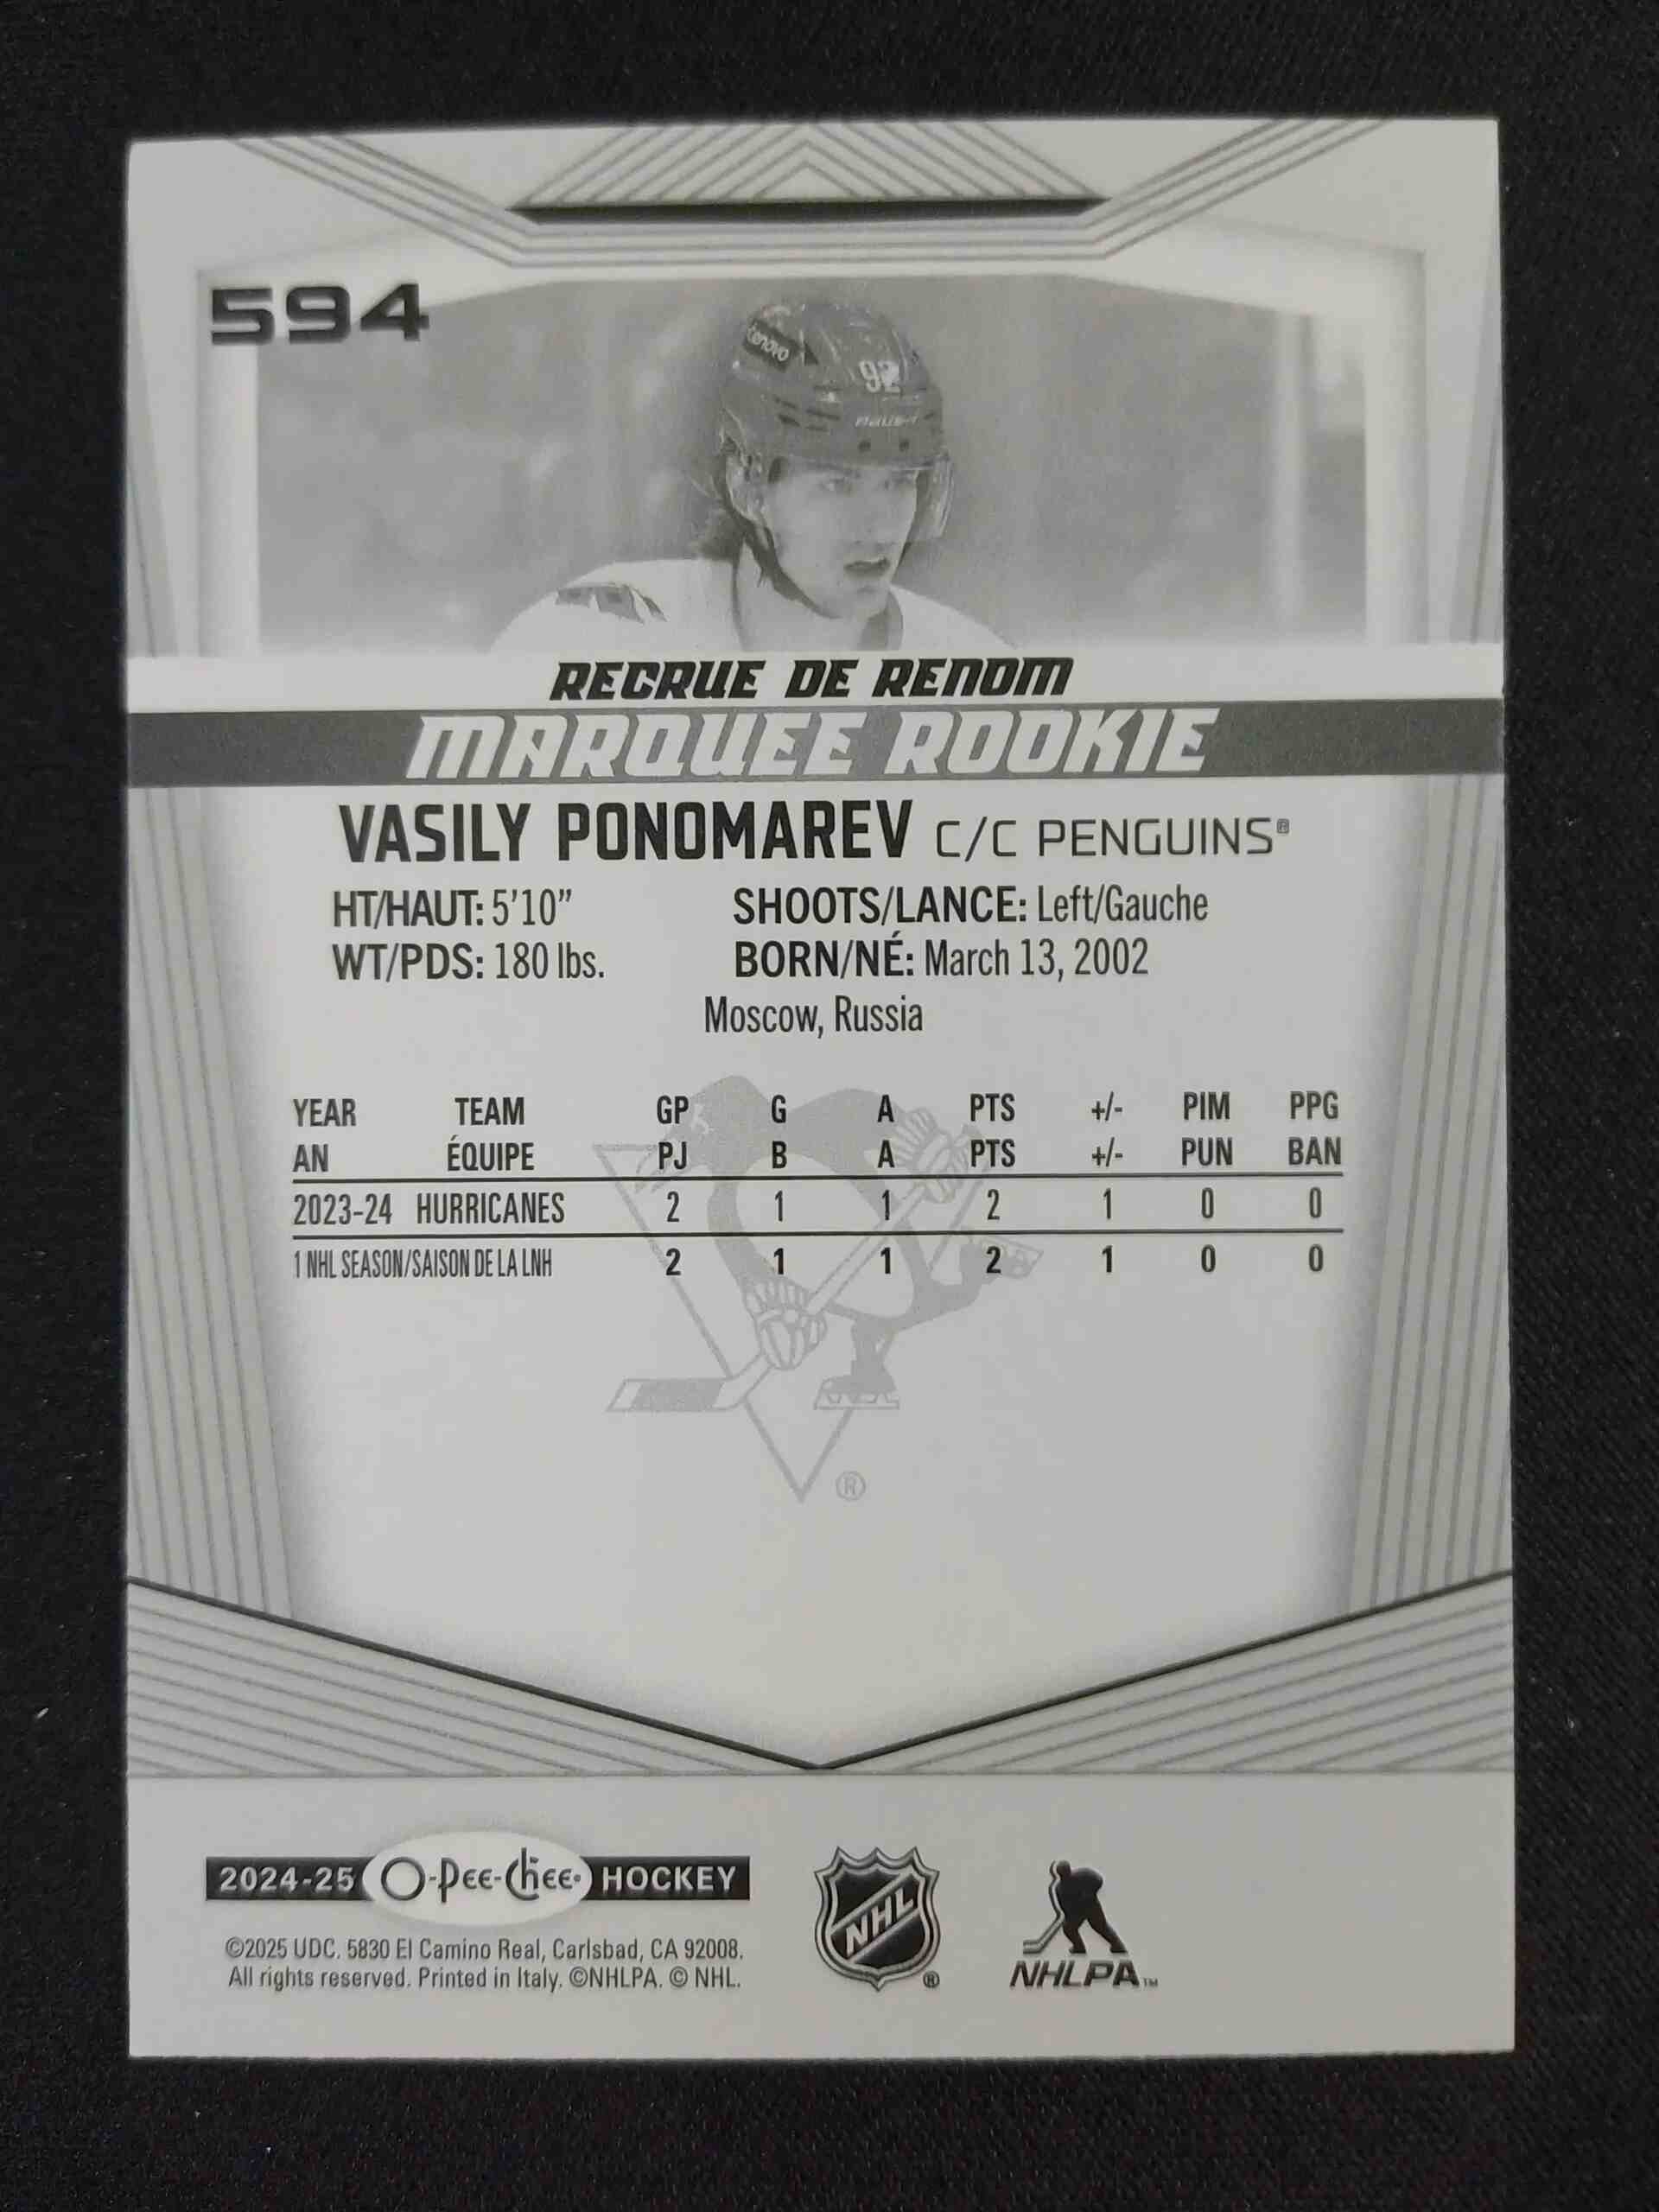 594
Lenovo
92
BAUER
RECRUE DE RENOM
MARQUEE ROOKIE
VASILY PONOMAREV C/C PENGUINS®
HT/HAUT: 5'10” SHOOTS/LANCE: Left/Gauche
WT/PDS: 180 lbs. BORN/NÉ: March 13, 2002
Moscow, Russia
YEAR TEAM GP G A PTS +/- PIM PPG
AN ÉQUIPE PJ B A PTS +/- PUN BAN
2023-24 HURRICANES 2 1 1 2 1 0 0
1 NHL SEASON/SAISON DE LA LNH 2 1 1 2 1 0 0
®
2024-25 O-Pee-Chee® HOCKEY
©2025 UDC. 5830 El Camino Real, Carlsbad, CA 92008.
All rights reserved. Printed in Italy. ©NHLPA. © NHL.
NHL ®
NHLPA™